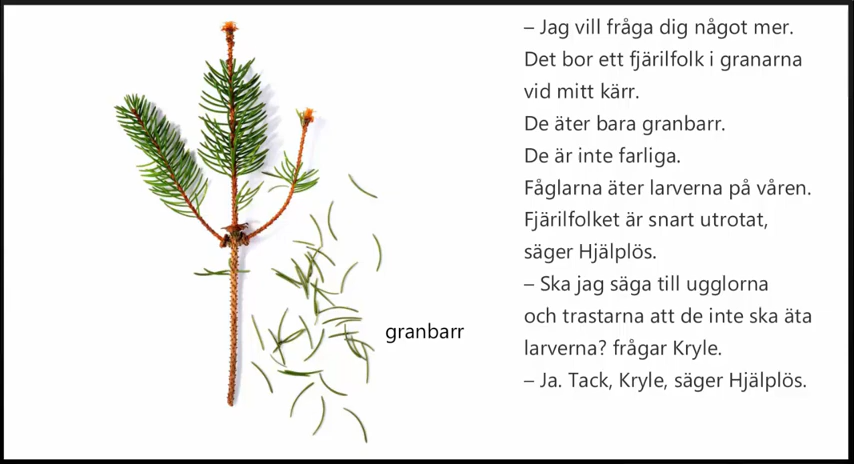 – Jag vill fråga dig något mer.
Det bor ett fjärilfolk i granarna
vid mitt kärr.
De äter bara granbarr.
De är inte farliga.
Fåglarna äter larverna på våren.
Fjärilfolket är snart utrotat,
säger Hjälplös.
– Ska jag säga till ugglorna
och trastarna att de inte ska äta
larverna? frågar Kryle.
– Ja. Tack, Kryle, säger Hjälplös.
granbarr